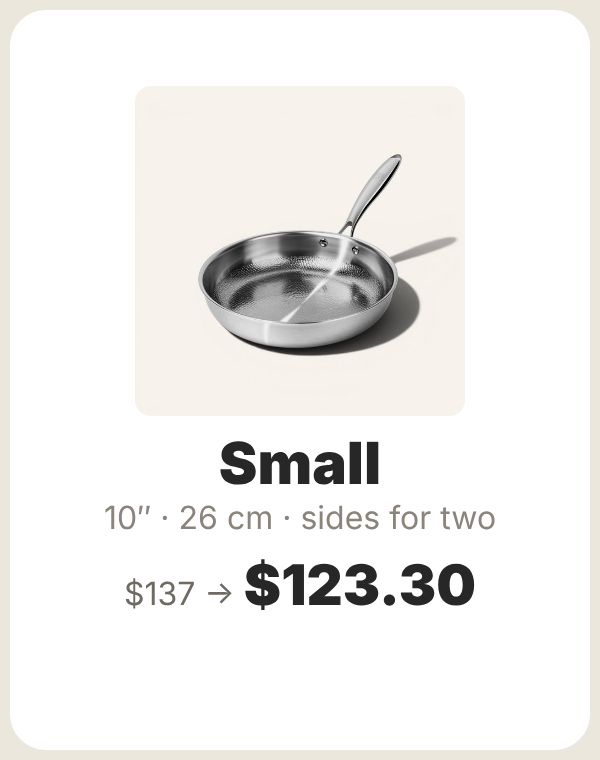 Small
10″ · 26 cm · sides for two
$137 → $123.30